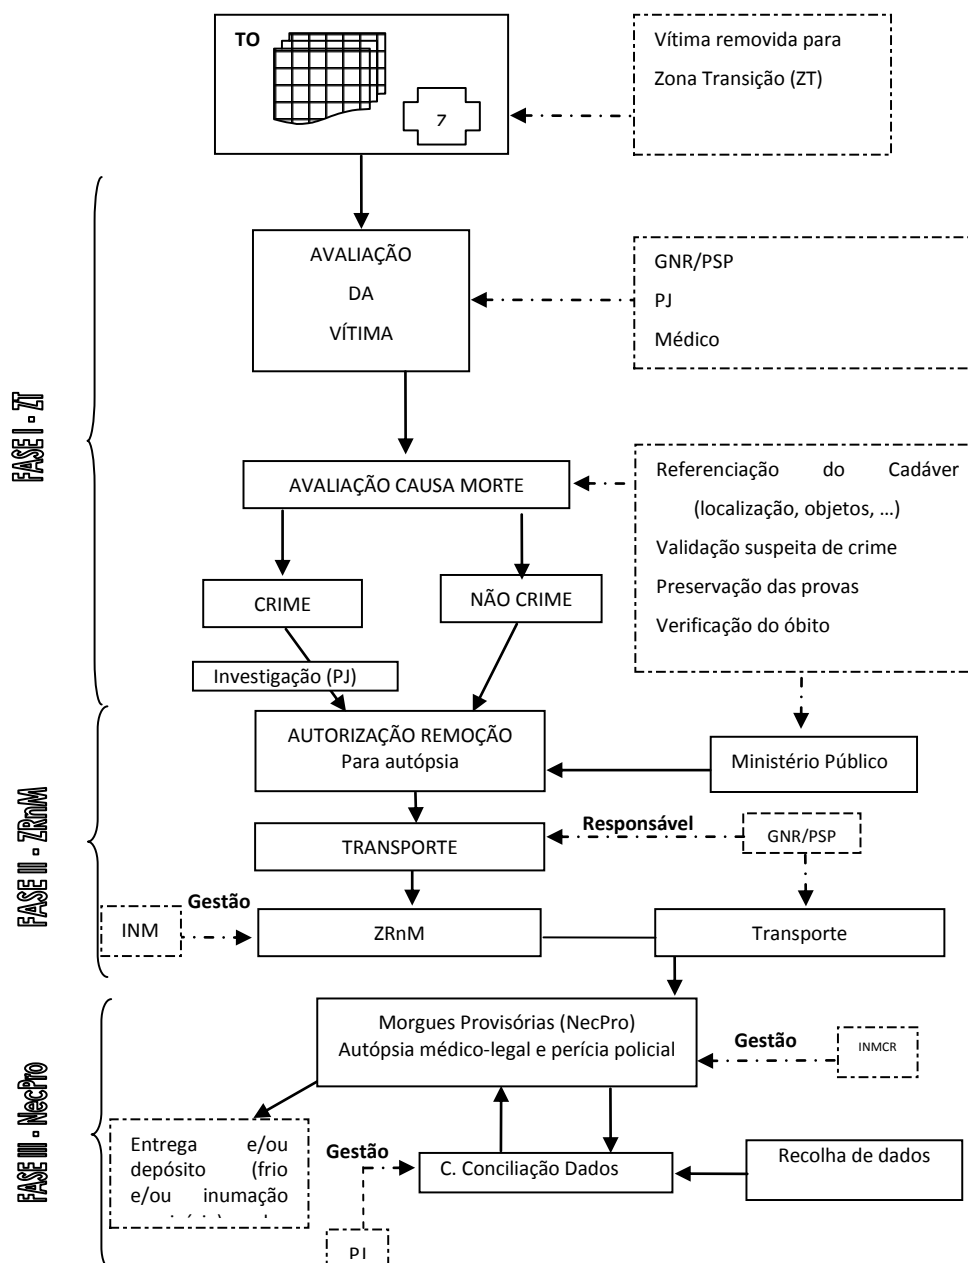 TO
7
Vítima removida para
Zona Transição (ZT)
FASE I - ZT
AVALIAÇÃO
DA
VÍTIMA
GNR/PSP
PJ
Médico
AVALIAÇÃO CAUSA MORTE
Referenciação do Cadáver
(localização, objetos, ...)
Validação suspeita de crime
Preservação das provas
Verificação do óbito
CRIME
NÃO CRIME
Investigação (PJ)
FASE II - ZRnM
AUTORIZAÇÃO REMOÇÃO
Para autópsia
Ministério Público
TRANSPORTE
Responsável
GNR/PSP
INM
Gestão
ZRnM
Transporte
FASE III - NecPro
Morgues Provisórias (NecPro)
Autópsia médico-legal e perícia policial
Gestão
INMCR
Entrega e/ou
depósito (frio
e/ou inumação
Gestão
C. Conciliação Dados
Recolha de dados
PJ